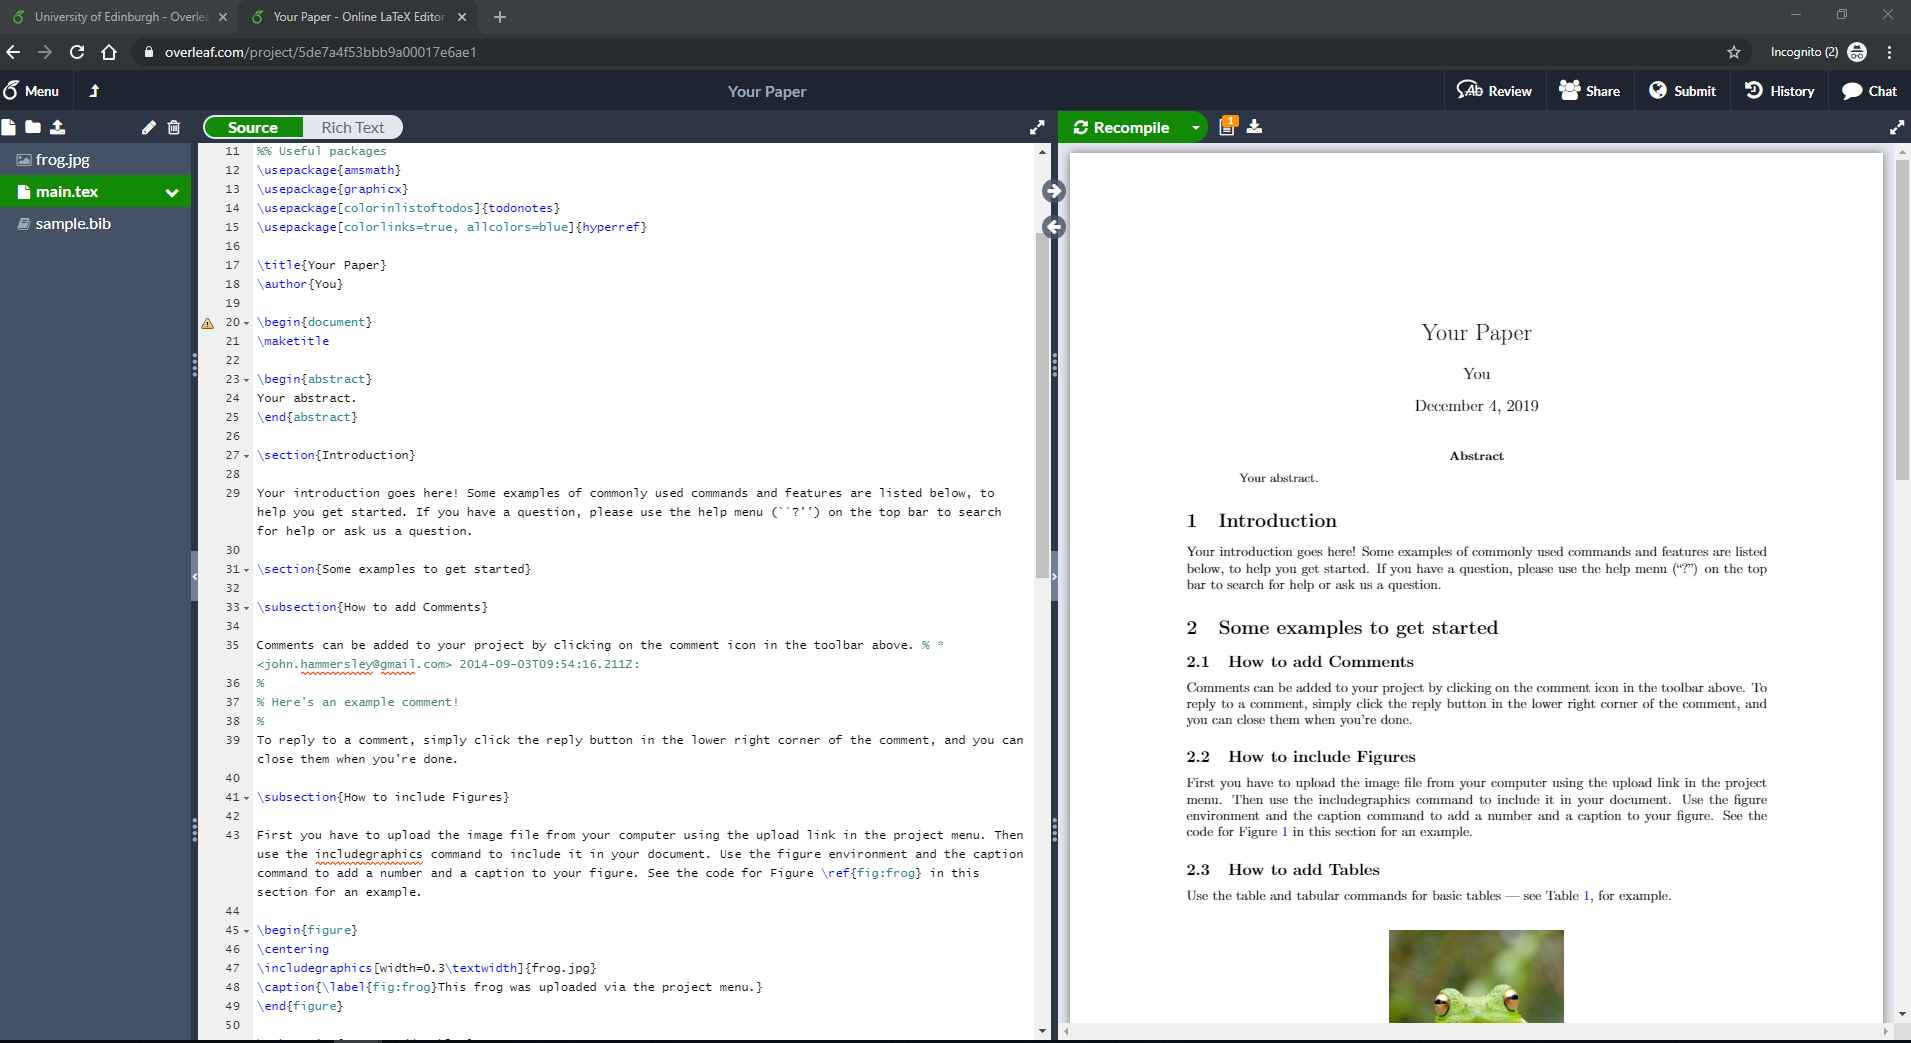 University of Edinburgh - Overlea
Your Paper - Online LaTeX Editor
overleaf.com/project/5de7a4f53bbb9a00017e6ae1
Incognito (2)
Menu
Your Paper
Review
Share
Submit
History
Chat
Source
Rich Text
Recompile
1
frog.jpg
main.tex
sample.bib
11 %% Useful packages
12 \usepackage{amsmath}
13 \usepackage{graphicx}
14 \usepackage[colorinlistoftodos]{todonotes}
15 \usepackage[colorlinks=true, allcolors=blue]{hyperref}
16
17 \title{Your Paper}
18 \author{You}
19
20 \begin{document}
21 \maketitle
22
23 \begin{abstract}
24 Your abstract.
25 \end{abstract}
26
27 \section{Introduction}
28
29 Your introduction goes here! Some examples of commonly used commands and features are listed below, to
help you get started. If you have a question, please use the help menu (``?'') on the top bar to search
for help or ask us a question.
30
31 \section{Some examples to get started}
32
33 \subsection{How to add Comments}
34
35 Comments can be added to your project by clicking on the comment icon in the toolbar above. % *
<john.hammersley@gmail.com> 2014-09-03T09:54:16.211Z:
36 %
37 % Here's an example comment!
38 %
39 To reply to a comment, simply click the reply button in the lower right corner of the comment, and you can
close them when you're done.
40
41 \subsection{How to include Figures}
42
43 First you have to upload the image file from your computer using the upload link in the project menu. Then
use the includegraphics command to include it in your document. Use the figure environment and the caption
command to add a number and a caption to your figure. See the code for Figure \ref{fig:frog} in this
section for an example.
44
45 \begin{figure}
46 \centering
47 \includegraphics[width=0.3\textwidth]{frog.jpg}
48 \caption{\label{fig:frog}This frog was uploaded via the project menu.}
49 \end{figure}
50
Your Paper
You
December 4, 2019
Abstract
Your abstract.
1 Introduction
Your introduction goes here! Some examples of commonly used commands and features are listed
below, to help you get started. If you have a question, please use the help menu (“?”) on the top
bar to search for help or ask us a question.
2 Some examples to get started
2.1 How to add Comments
Comments can be added to your project by clicking on the comment icon in the toolbar above. To
reply to a comment, simply click the reply button in the lower right corner of the comment, and
you can close them when you're done.
2.2 How to include Figures
First you have to upload the image file from your computer using the upload link in the project
menu. Then use the includegraphics command to include it in your document. Use the figure
environment and the caption command to add a number and a caption to your figure. See the
code for Figure 1 in this section for an example.
2.3 How to add Tables
Use the table and tabular commands for basic tables — see Table 1, for example.